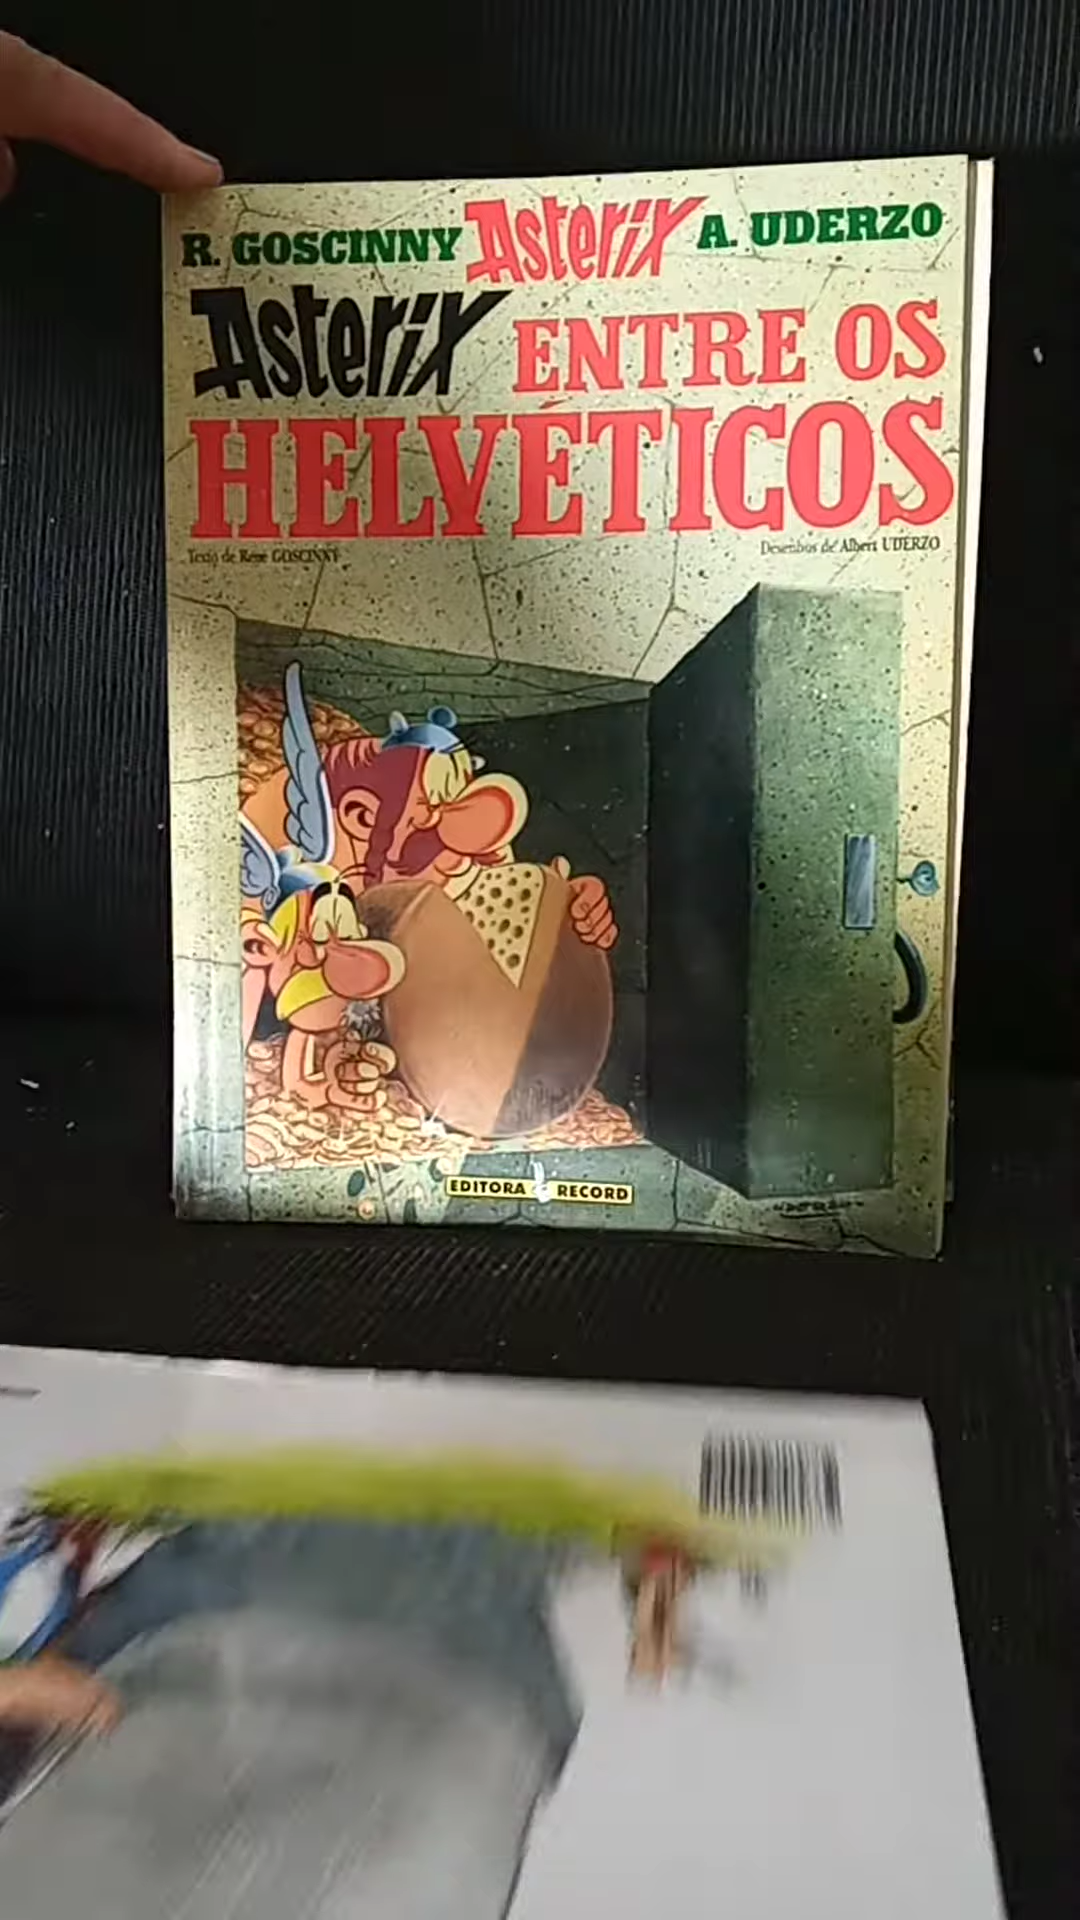 R. GOSCINNY Asterix A. UDERZO
Asterix ENTRE OS
HELVÉTICOS
Texto de René GOSCINNY
Desenhos de Albert UDERZO
EDITORA RECORD